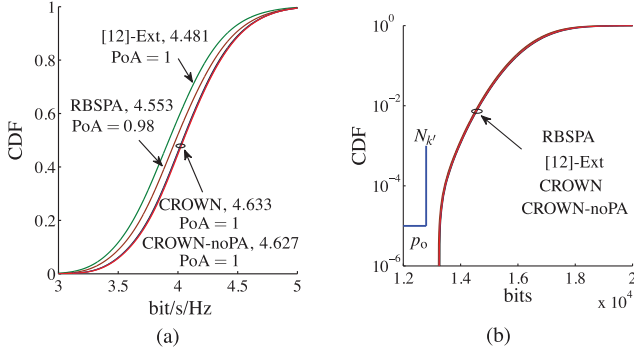 1
0.8
0.6
0.4
0.2
0
CDF
[12]-Ext, 4.481
PoA = 1
RBSPA, 4.553
PoA = 0.98
CROWN, 4.633
PoA = 1
CROWN-noPA, 4.627
PoA = 1
3 3.5 4 4.5 5
bit/s/Hz
(a)
10^0
10^-2
10^-4
10^-6
CDF
N_k'
p_o
RBSPA
[12]-Ext
CROWN
CROWN-noPA
1.2 1.4 1.6 1.8 2
bits
x 10^4
(b)